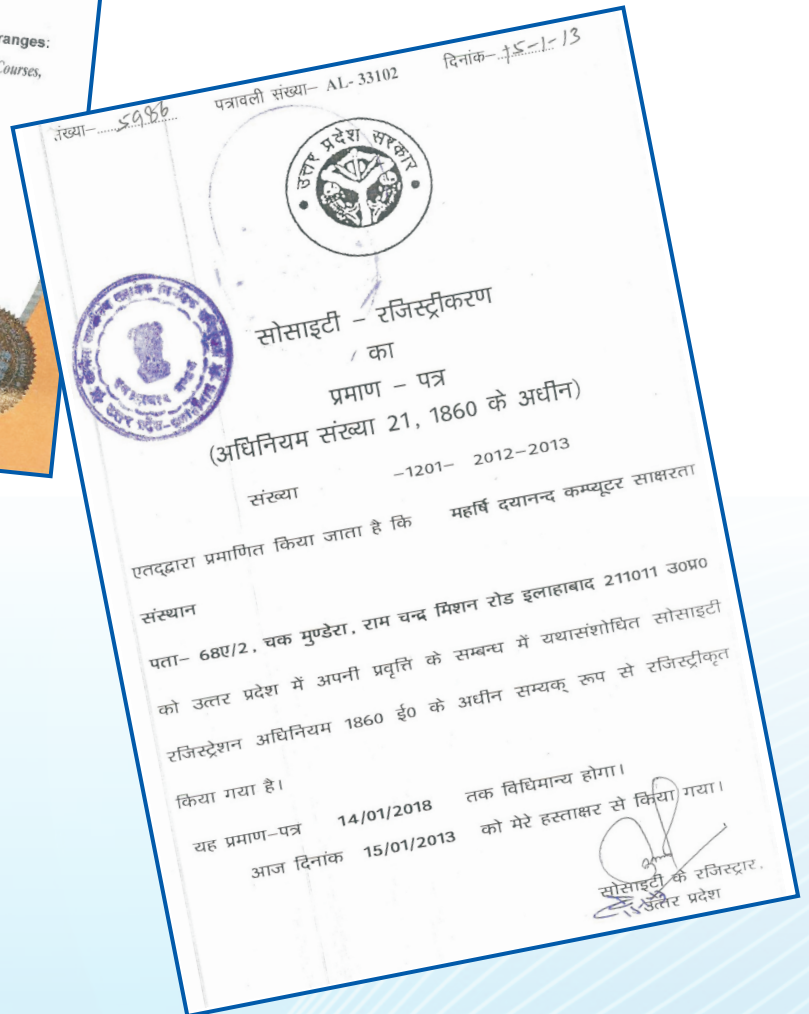 ranges:
Courses,
संख्या– 5986 पत्रावली संख्या– AL- 33102 दिनांक– 15-1-13
उत्तर प्रदेश सरकार
सोसाइटी – रजिस्ट्रीकरण
का
प्रमाण – पत्र
(अधिनियम संख्या 21, 1860 के अधीन)
संख्या –1201– 2012–2013
एतद्द्वारा प्रमाणित किया जाता है कि महर्षि दयानन्द कम्प्यूटर साक्षरता
संस्थान
पता– 68ए/2, चक मुण्डेरा, राम चन्द्र मिशन रोड इलाहाबाद 211011 उ०प्र०
को उत्तर प्रदेश में अपनी प्रवृत्ति के सम्बन्ध में यथासंशोधित सोसाइटी
रजिस्ट्रेशन अधिनियम 1860 ई० के अधीन सम्यक् रूप से रजिस्ट्रीकृत
किया गया है।
यह प्रमाण–पत्र 14/01/2018 तक विधिमान्य होगा।
आज दिनांक 15/01/2013 को मेरे हस्ताक्षर से किया गया।
सोसाइटी के रजिस्ट्रार,
उत्तर प्रदेश